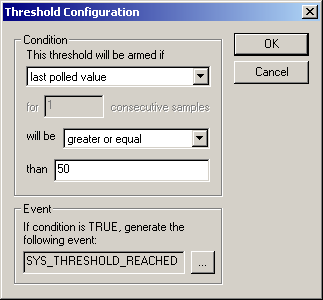 Threshold Configuration
Condition
This threshold will be armed if
last polled value
for 1 consecutive samples
will be greater or equal
than 50
OK
Cancel
Event
If condition is TRUE, generate the
following event:
SYS_THRESHOLD_REACHED ...